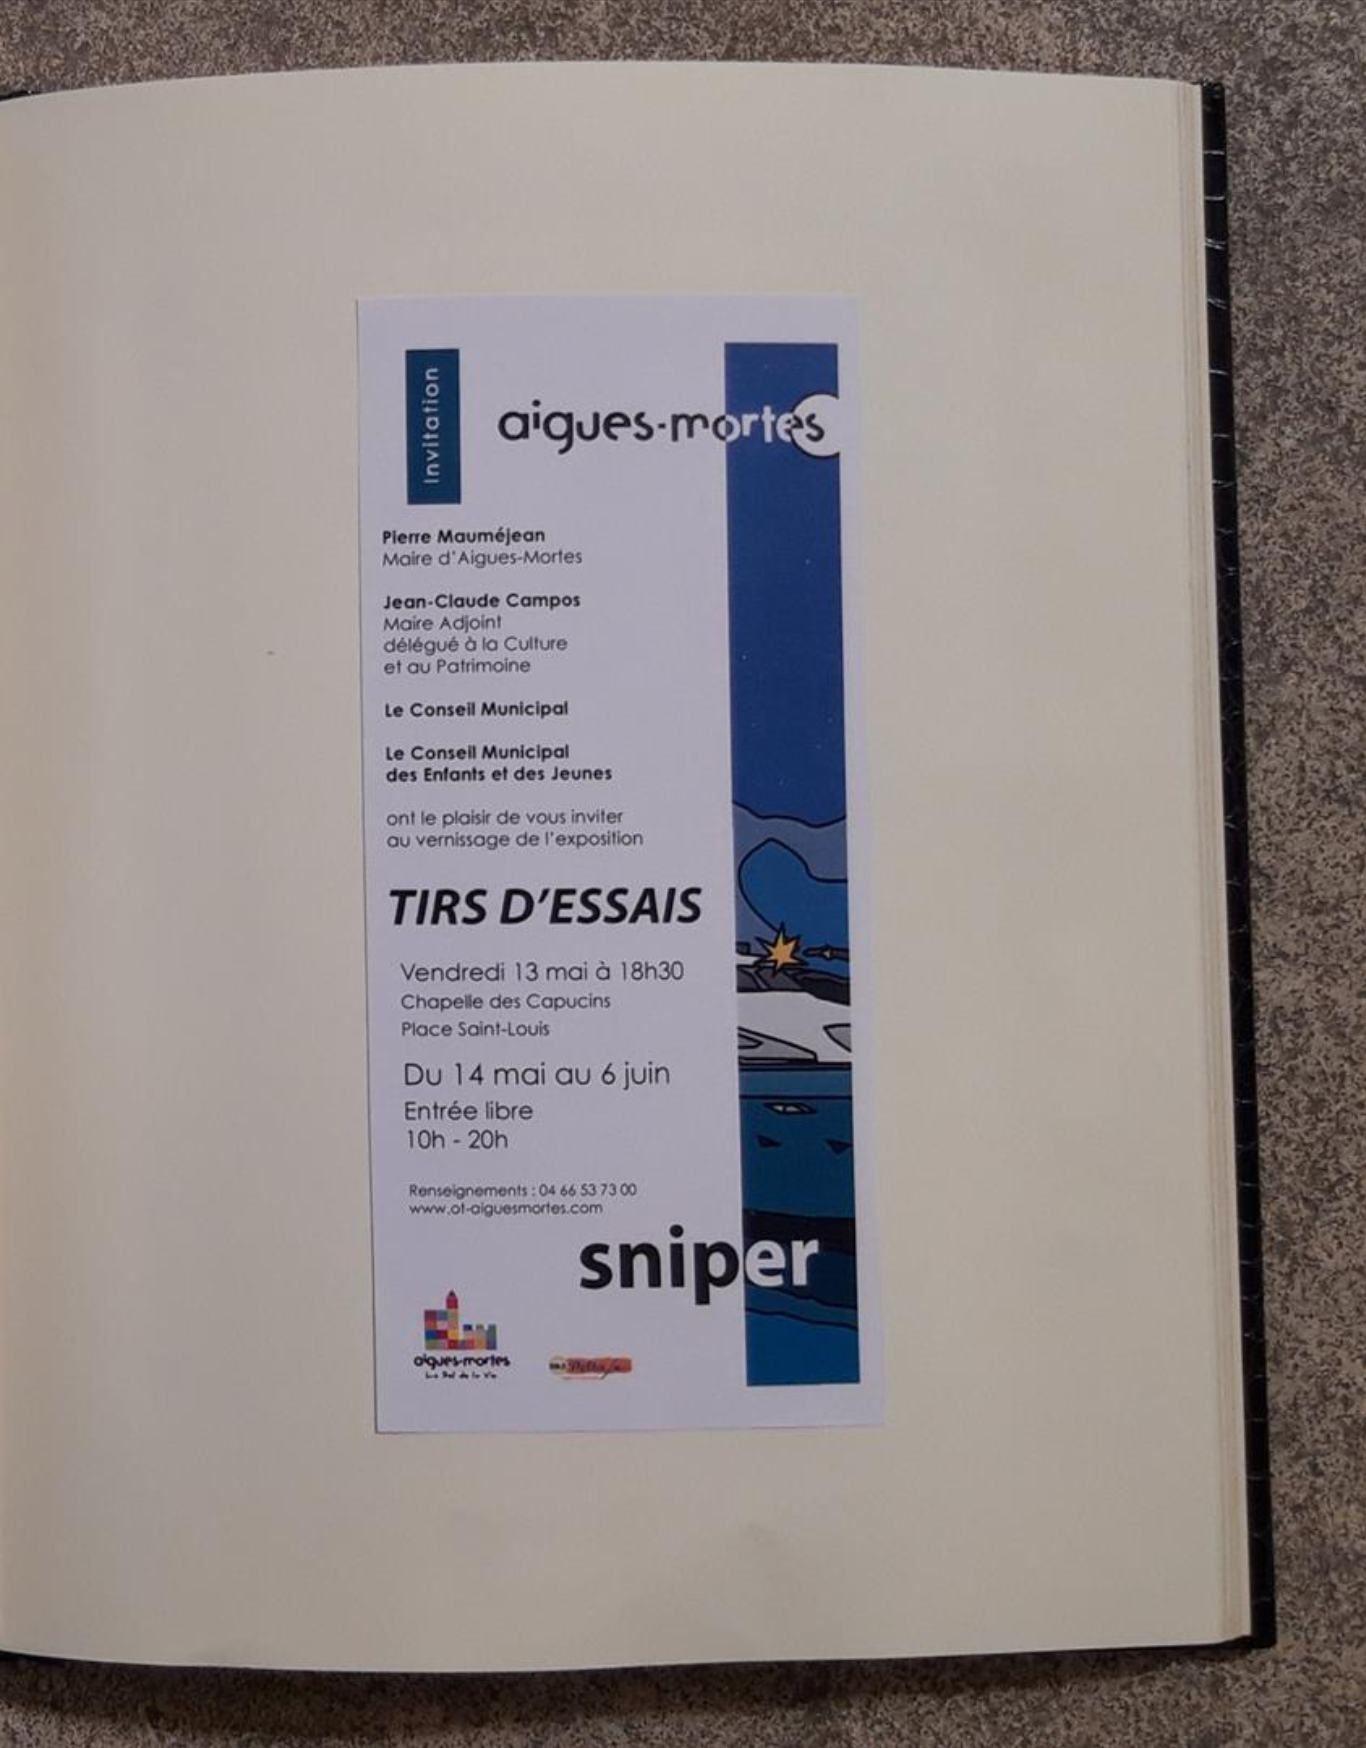 Invitation
aigues-mortes
Pierre Mauméjean
Maire d'Aigues-Mortes
Jean-Claude Campos
Maire Adjoint
délégué à la Culture
et au Patrimoine
Le Conseil Municipal
Le Conseil Municipal
des Enfants et des Jeunes
ont le plaisir de vous inviter
au vernissage de l'exposition
TIRS D'ESSAIS
Vendredi 13 mai à 18h30
Chapelle des Capucins
Place Saint-Louis
Du 14 mai au 6 juin
Entrée libre
10h - 20h
Renseignements : 04 66 53 73 00
www.ot-aiguesmortes.com
sniper
aigues-mortes